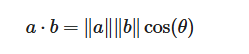 a · b = ‖a‖‖b‖ cos(θ)